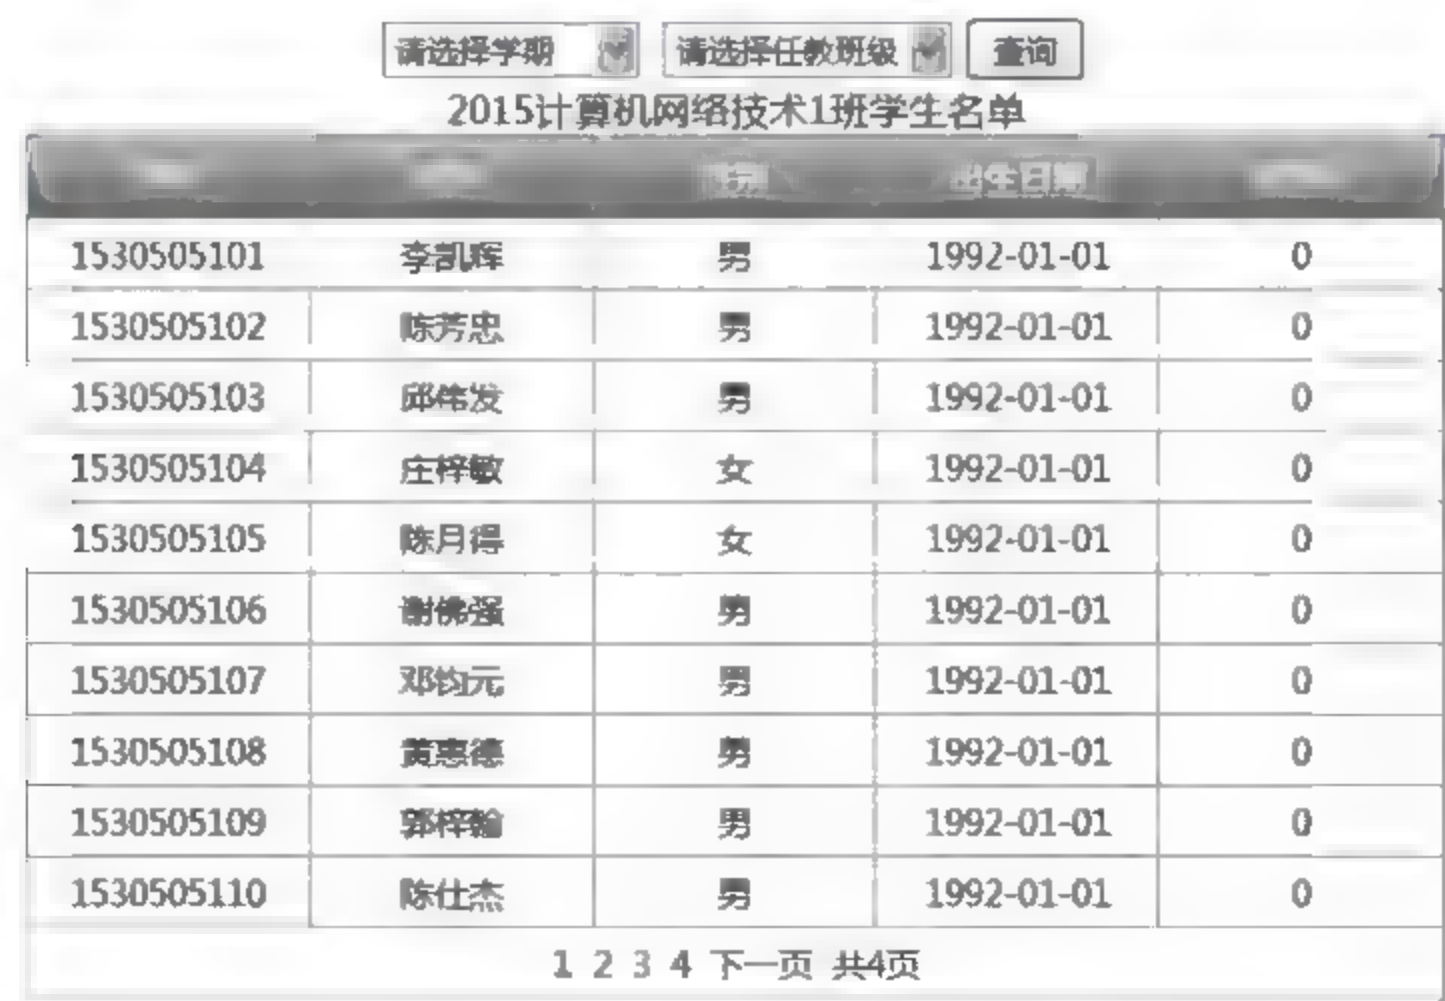 请选择学期 请选择任教班级 查询
2015计算机网络技术1班学生名单
性别 出生日期
1530505101 李凯辉 男 1992-01-01 0
1530505102 陈芳忠 男 1992-01-01 0
1530505103 邱伟发 男 1992-01-01 0
1530505104 庄梓敏 女 1992-01-01 0
1530505105 陈月得 女 1992-01-01 0
1530505106 谢佛强 男 1992-01-01 0
1530505107 邓钧元 男 1992-01-01 0
1530505108 黄惠德 男 1992-01-01 0
1530505109 郭梓 男 1992-01-01 0
1530505110 陈仕杰 男 1992-01-01 0
1 2 3 4 下一页 共4页